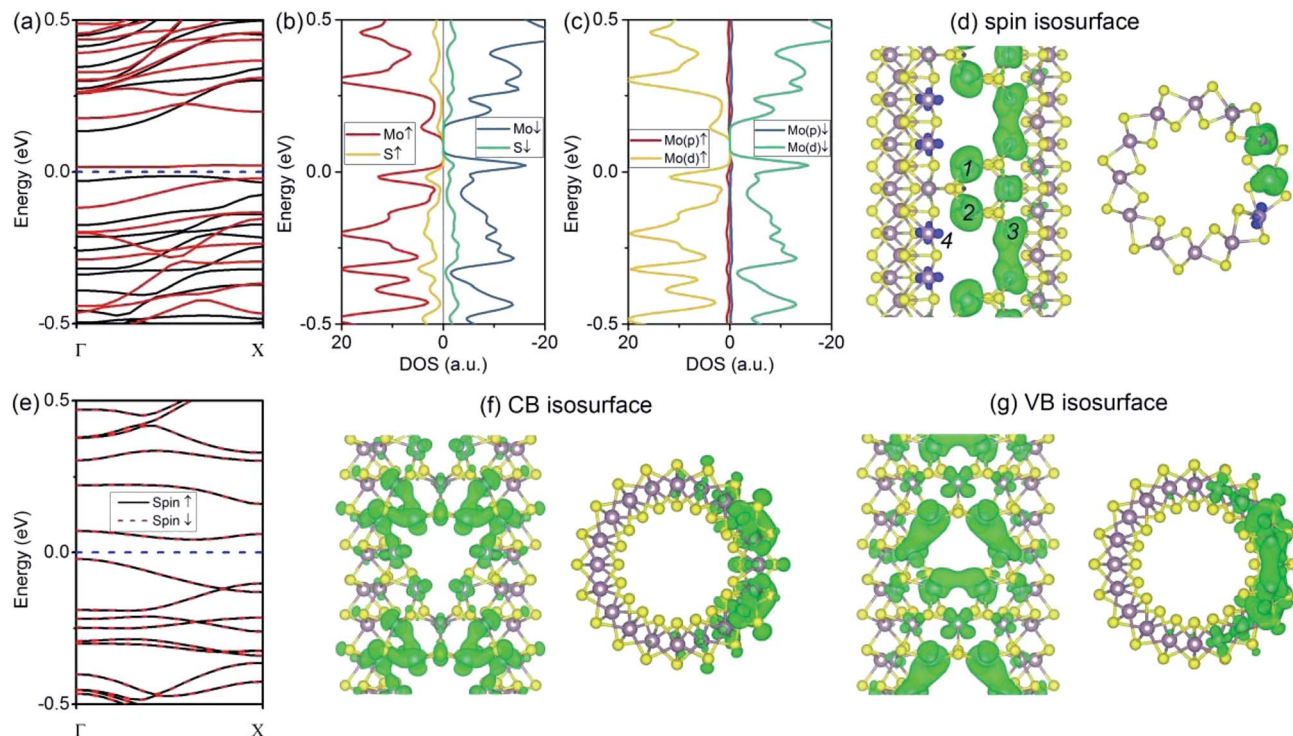 (a)
0.5
0.0
-0.5
Energy (eV)
Γ
X
(b)
0.5
0.0
-0.5
Energy (eV)
Mo↑
S↑
Mo↓
S↓
20
0
-20
DOS (a.u.)
(c)
0.5
0.0
-0.5
Energy (eV)
Mo(p)↑
Mo(d)↑
Mo(p)↓
Mo(d)↓
20
0
-20
DOS (a.u.)
(d) spin isosurface
1
2
3
4
(e)
0.5
0.0
-0.5
Energy (eV)
Spin ↑
Spin ↓
Γ
X
(f) CB isosurface
(g) VB isosurface